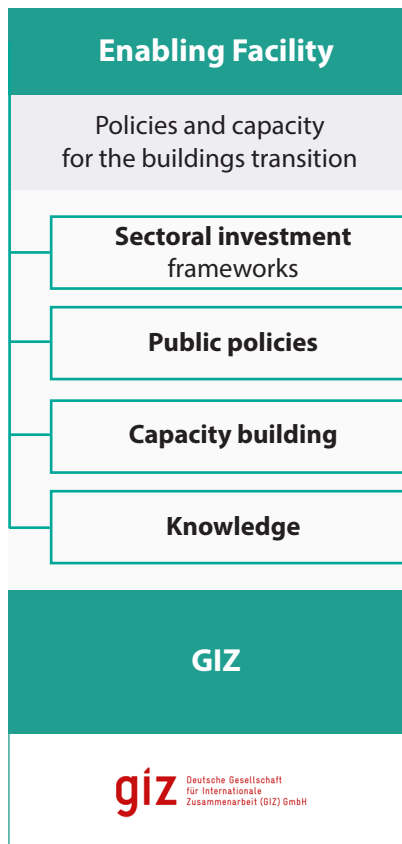 Enabling Facility
Policies and capacity
for the buildings transition
Sectoral investment
frameworks
Public policies
Capacity building
Knowledge
GIZ
giz
Deutsche Gesellschaft
für Internationale
Zusammenarbeit (GIZ) GmbH